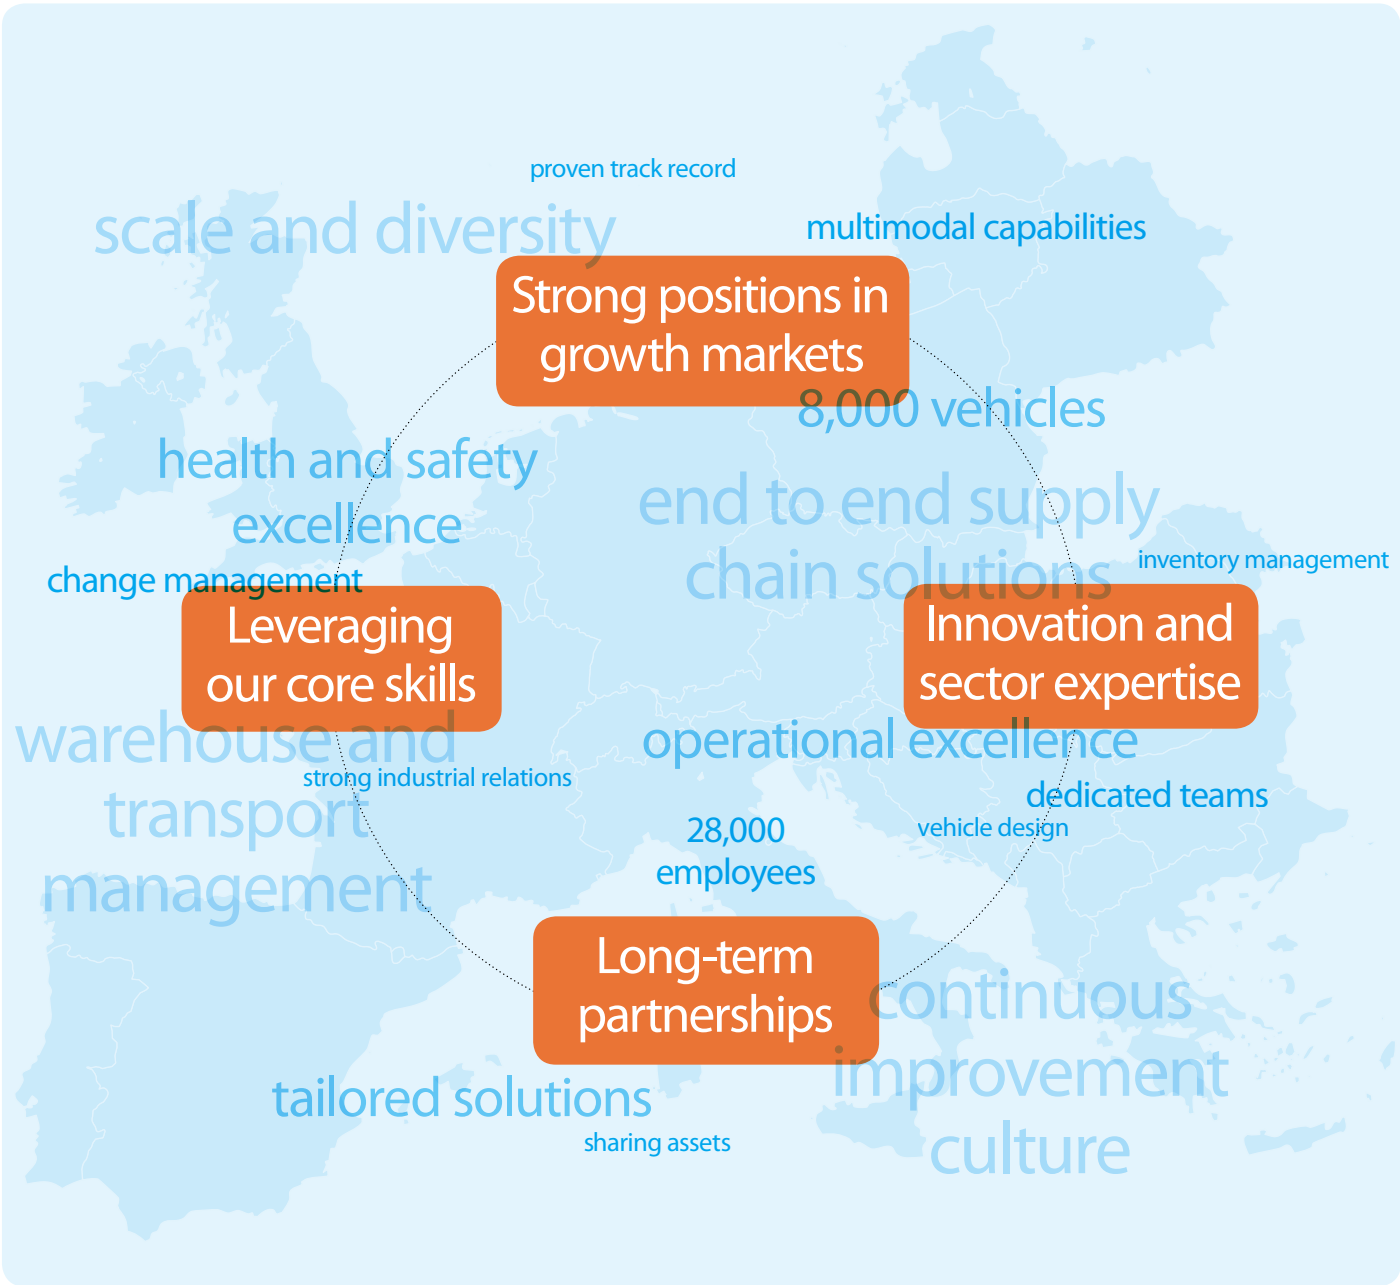 proven track record
scale and diversity
multimodal capabilities
Strong positions in
growth markets
8,000 vehicles
health and safety
excellence
end to end supply
chain solutions
inventory management
change management
Leveraging
our core skills
Innovation and
sector expertise
warehouse and
transport
management
operational excellence
strong industrial relations
dedicated teams
28,000
employees
vehicle design
Long-term
partnerships
continuous
improvement
culture
tailored solutions
sharing assets